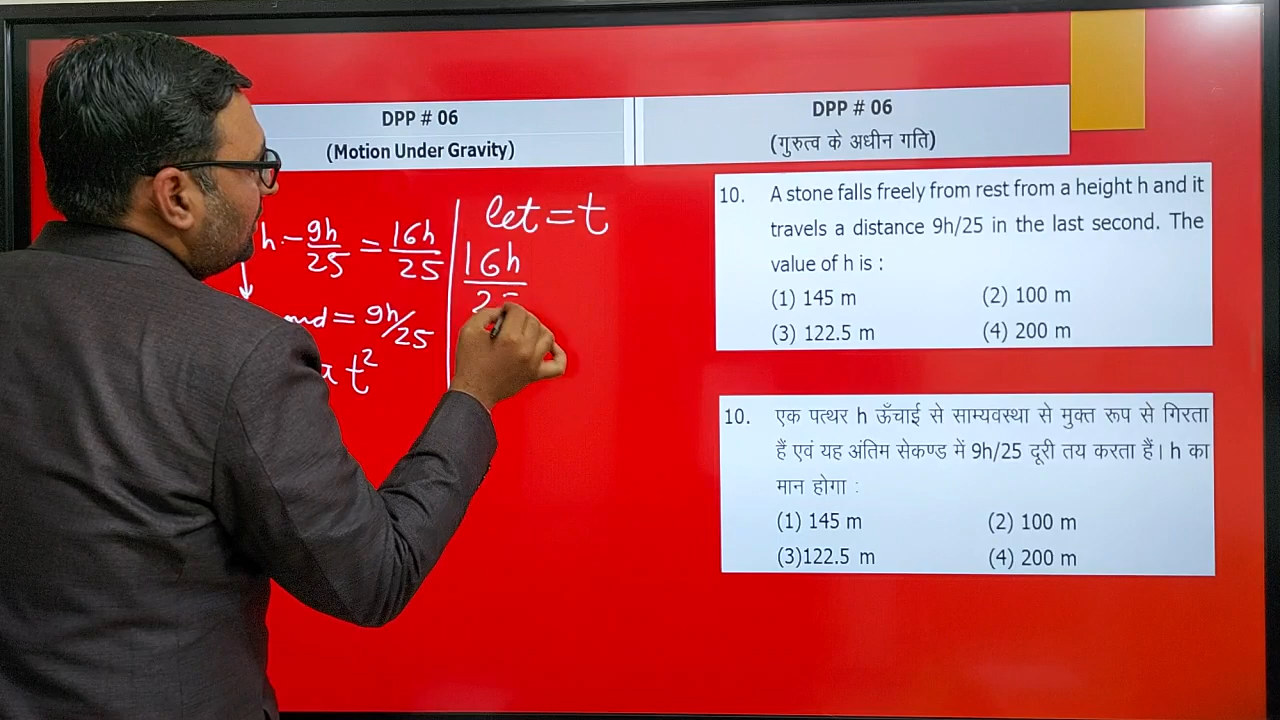 DPP # 06
(Motion Under Gravity)
DPP # 06
(गुरुत्व के अधीन गति)
h - 9h/25 = 16h/25
= 9h/25
t²
let = t
16h
10. A stone falls freely from rest from a height h and it
travels a distance 9h/25 in the last second. The
value of h is :
(1) 145 m (2) 100 m
(3) 122.5 m (4) 200 m
10. एक पत्थर h ऊँचाई से साम्यवस्था से मुक्त रूप से गिरता
हैं एवं यह अंतिम सेकण्ड में 9h/25 दूरी तय करता हैं। h का
मान होगा :
(1) 145 m (2) 100 m
(3)122.5 m (4) 200 m